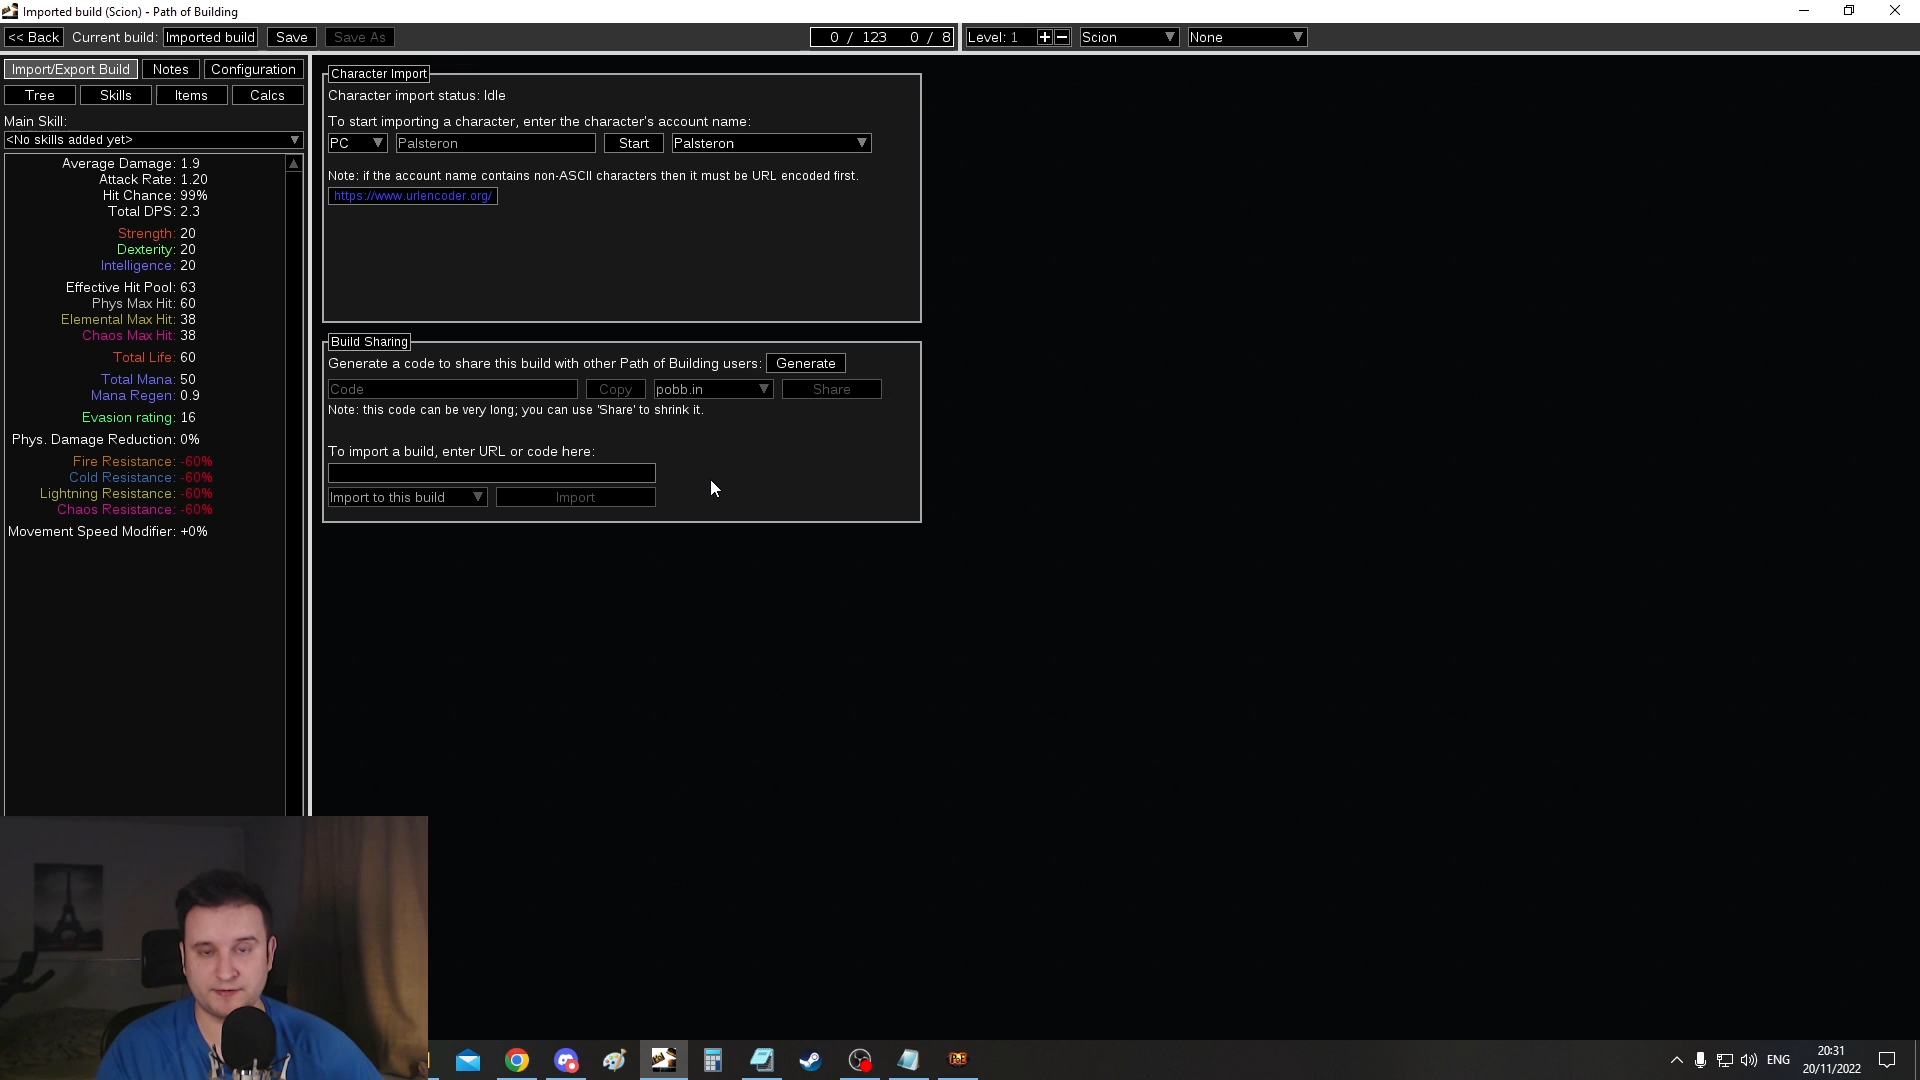 Imported build (Scion) - Path of Building
<< Back Current build: Imported build Save Save As 0 / 123 0 / 8 Level: 1 Scion None
Import/Export Build Notes Configuration
Tree Skills Items Calcs
Main Skill:
<No skills added yet>
Average Damage: 1.9
Attack Rate: 1.20
Hit Chance: 99%
Total DPS: 2.3
Strength: 20
Dexterity: 20
Intelligence: 20
Effective Hit Pool: 63
Phys Max Hit: 60
Elemental Max Hit: 38
Chaos Max Hit: 38
Total Life: 60
Total Mana: 50
Mana Regen: 0.9
Evasion rating: 16
Phys. Damage Reduction: 0%
Fire Resistance: -60%
Cold Resistance: -60%
Lightning Resistance: -60%
Chaos Resistance: -60%
Movement Speed Modifier: +0%
Character Import
Character import status: Idle
To start importing a character, enter the character's account name:
PC Palsteron Start Palsteron
Note: if the account name contains non-ASCII characters then it must be URL encoded first.
https://www.urlencoder.org/
Build Sharing
Generate a code to share this build with other Path of Building users: Generate
Code Copy pobb.in Share
Note: this code can be very long; you can use 'Share' to shrink it.
To import a build, enter URL or code here:
Import to this build Import
PoE
ENG
20:31
20/11/2022